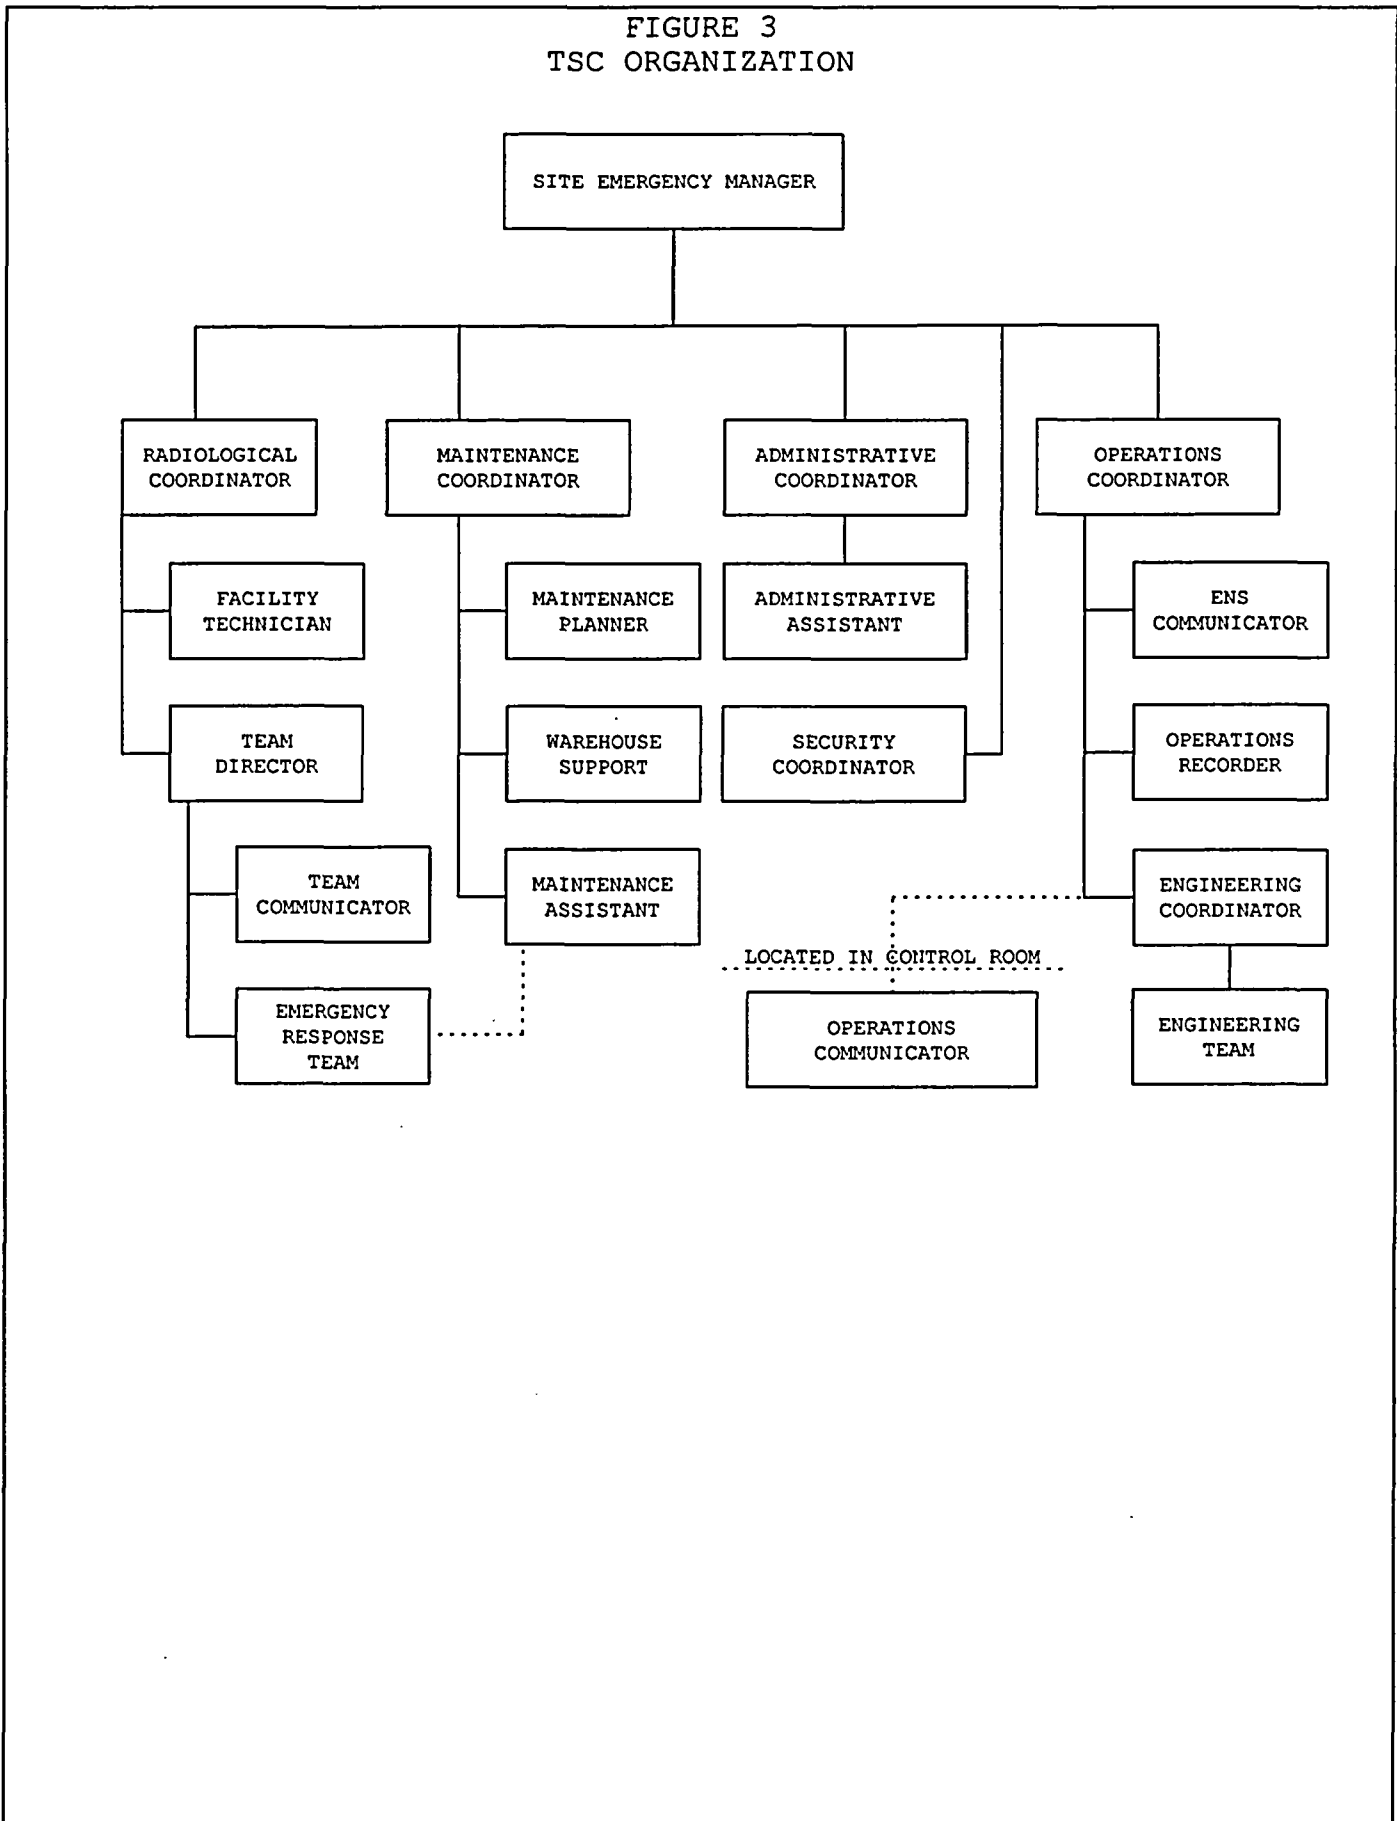 FIGURE 3
TSC ORGANIZATION
SITE EMERGENCY MANAGER
RADIOLOGICAL
COORDINATOR
MAINTENANCE
COORDINATOR
ADMINISTRATIVE
COORDINATOR
OPERATIONS
COORDINATOR
FACILITY
TECHNICIAN
MAINTENANCE
PLANNER
ADMINISTRATIVE
ASSISTANT
ENS
COMMUNICATOR
TEAM
DIRECTOR
WAREHOUSE
SUPPORT
SECURITY
COORDINATOR
OPERATIONS
RECORDER
TEAM
COMMUNICATOR
MAINTENANCE
ASSISTANT
ENGINEERING
COORDINATOR
LOCATED IN CONTROL ROOM
EMERGENCY
RESPONSE
TEAM
OPERATIONS
COMMUNICATOR
ENGINEERING
TEAM